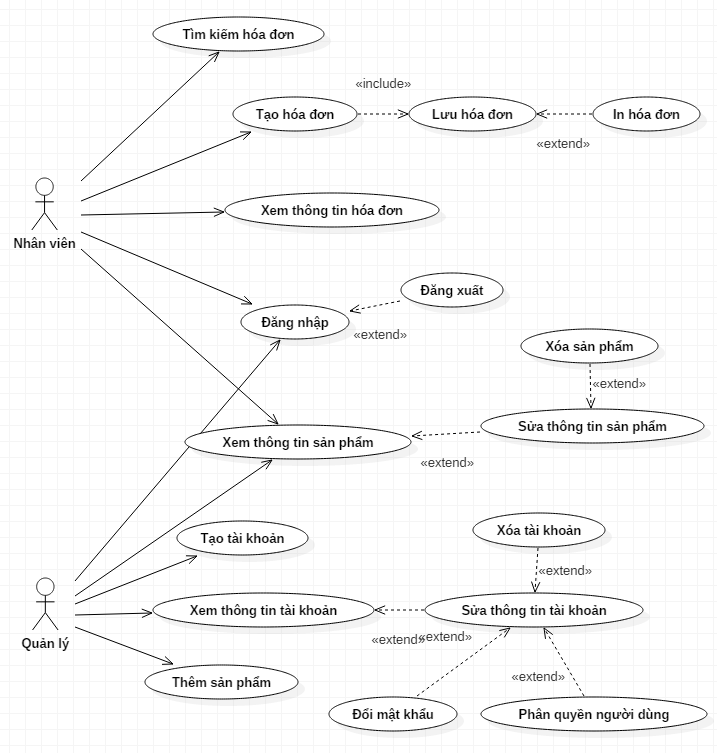 Tìm kiếm hóa đơn
«include»
Tạo hóa đơn
Lưu hóa đơn
In hóa đơn
«extend»
Xem thông tin hóa đơn
Nhân viên
Đăng xuất
Đăng nhập
«extend»
Xóa sản phẩm
«extend»
Sửa thông tin sản phẩm
Xem thông tin sản phẩm
«extend»
Xóa tài khoản
Tạo tài khoản
«extend»
Xem thông tin tài khoản
Sửa thông tin tài khoản
«extend»
«extend»
Quản lý
Thêm sản phẩm
«extend»
Đổi mật khẩu
Phân quyền người dùng